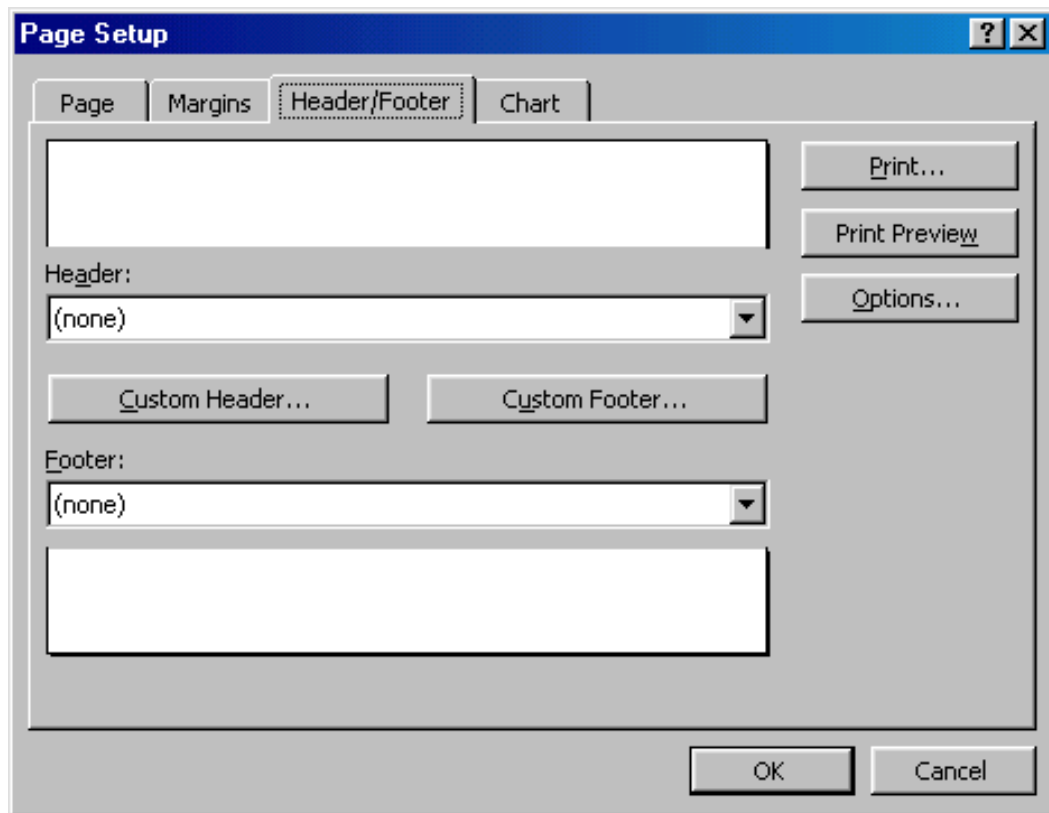 Page Setup
Page Margins Header/Footer Chart
Print...
Print Preview
Header:
(none)
Options...
Custom Header... Custom Footer...
Footer:
(none)
OK Cancel